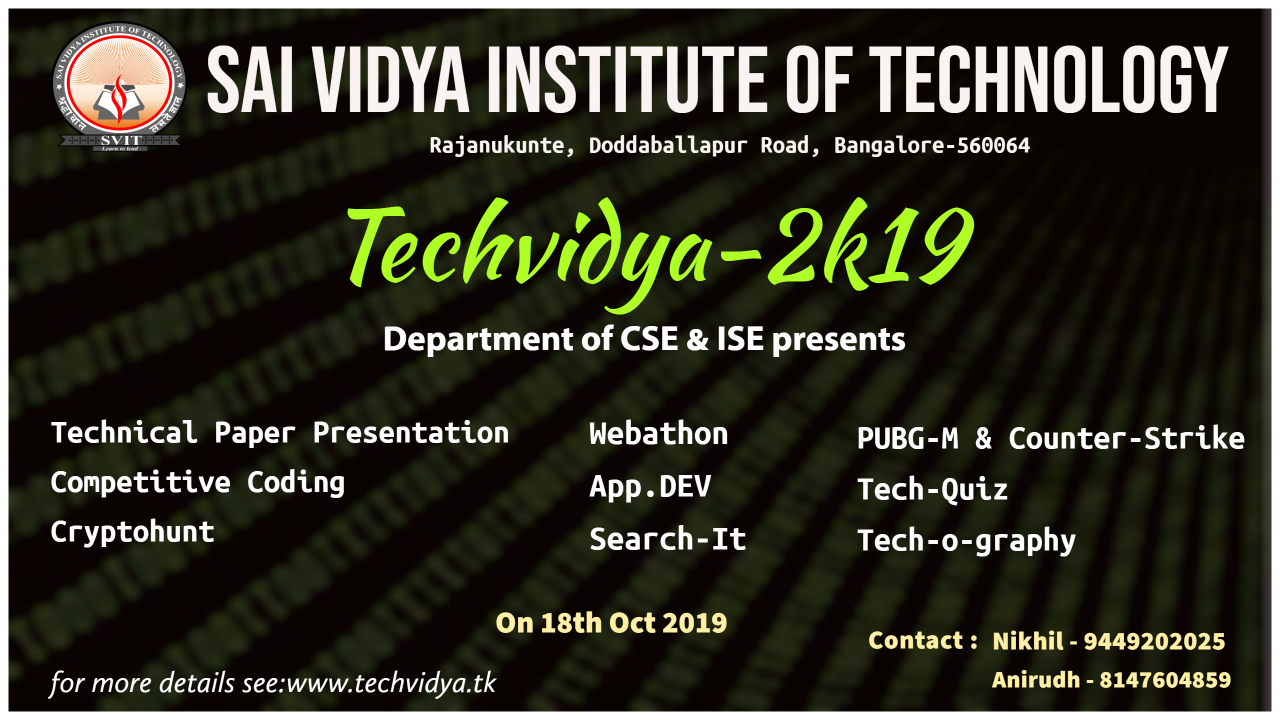 SAI VIDYA INSTITUTE OF TECHNOLOGY
SAI VIDYA INSTITUTE OF TECHNOLOGY
SVIT
Learn to lead
Rajanukunte, Doddaballapur Road, Bangalore-560064
Techvidya-2k19
Department of CSE & ISE presents
Technical Paper Presentation
Competitive Coding
Cryptohunt
Webathon
App.DEV
Search-It
PUBG-M & Counter-Strike
Tech-Quiz
Tech-o-graphy
On 18th Oct 2019
Contact : Nikhil - 9449202025
Anirudh - 8147604859
for more details see:www.techvidya.tk